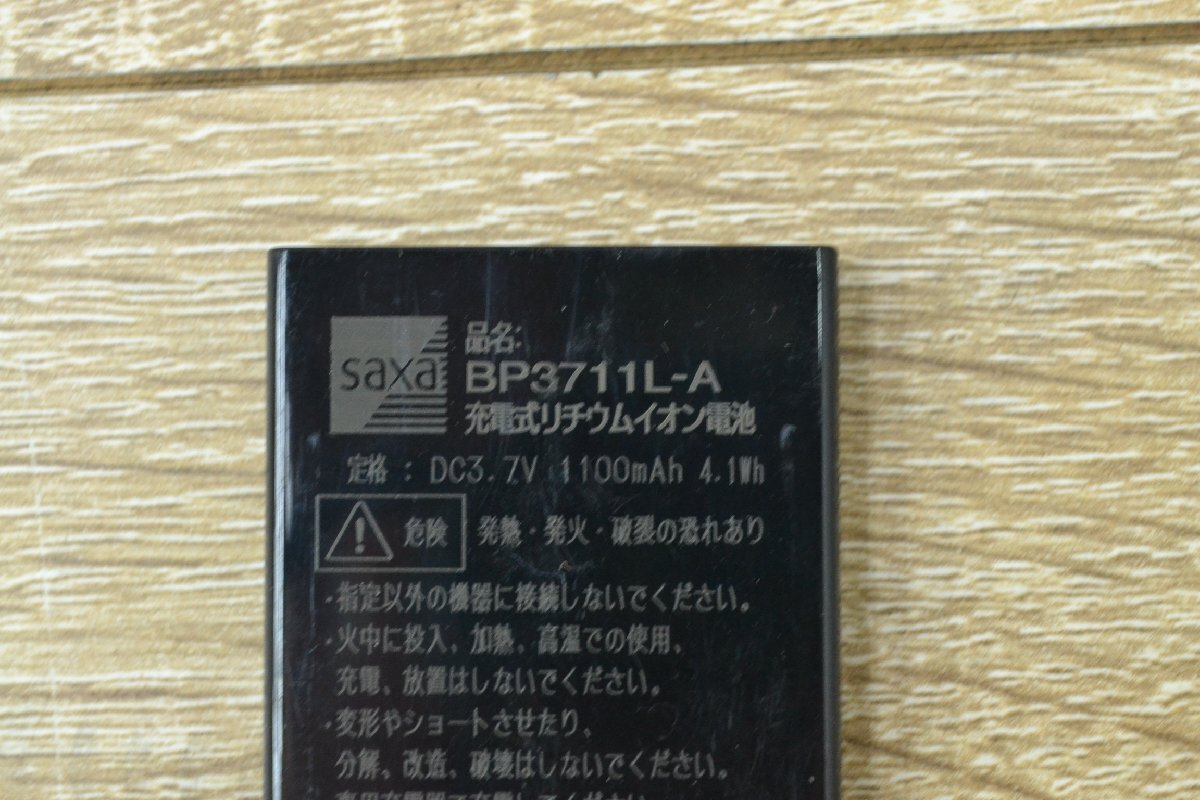 saxa
品名:
BP3711L-A
充電式リチウムイオン電池
定格 : DC3.7V 1100mAh 4.1Wh
危険 発熱・発火・破裂の恐れあり
・指定以外の機器に接続しないでください。
・火中に投入、加熱、高温での使用、
充電、放置はしないでください。
・変形やショートさせたり、
分解、改造、破壊はしないでください。